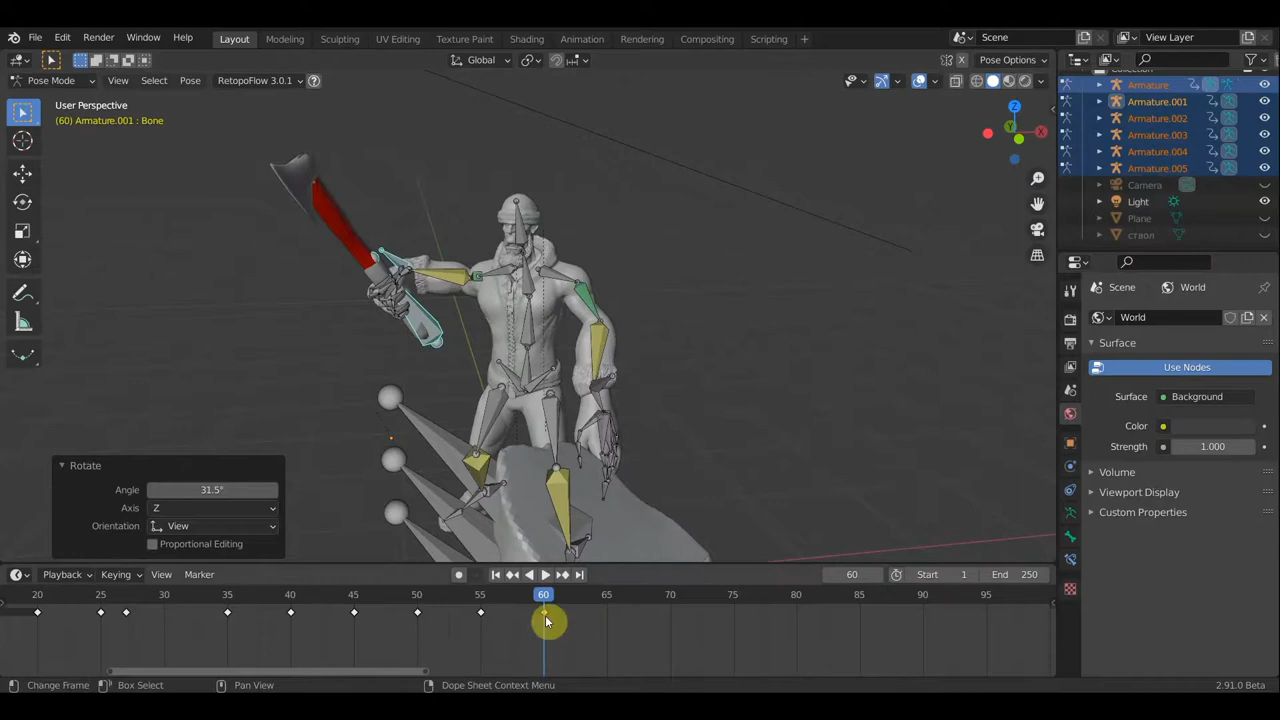 File Edit Render Window Help Layout Modeling Sculpting UV Editing Texture Paint Shading Animation Rendering Compositing Scripting + Scene View Layer
Global Pose Options
Pose Mode View Select Pose RetopoFlow 3.0.1 ?
User Perspective
(60) Armature.001 : Bone
Z
Y
X
Armature
Armature.001
Armature.002
Armature.003
Armature.004
Armature.005
Camera
Light
Plane
ствол
Scene World
World
Surface
Use Nodes
Surface Background
Color
Strength 1.000
Volume
Viewport Display
Custom Properties
Rotate
Angle 31.5°
Axis Z
Orientation View
Proportional Editing
Playback Keying View Marker 60 Start 1 End 250
20 25 30 35 40 45 50 55 60 65 70 75 80 85 90 95
Change Frame Box Select Pan View Dope Sheet Context Menu 2.91.0 Beta